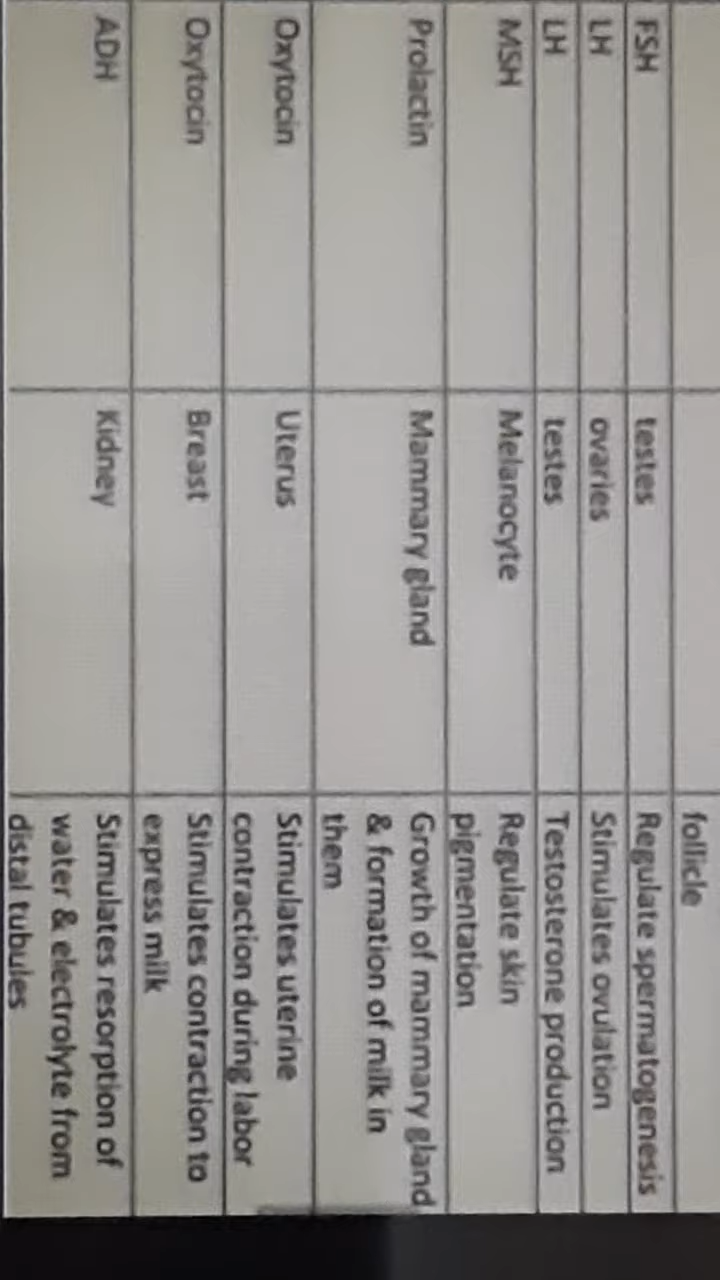 follicle
FSH testes Regulate spermatogenesis
LH ovaries Stimulates ovulation
LH testes Testosterone production
MSH Melanocyte Regulate skin
pigmentation
Prolactin Mammary gland Growth of mammary gland
& formation of milk in
them
Oxytocin Uterus Stimulates uterine
contraction during labor
Oxytocin Breast Stimulates contraction to
express milk
ADH Kidney Stimulates resorption of
water & electrolyte from
distal tubules